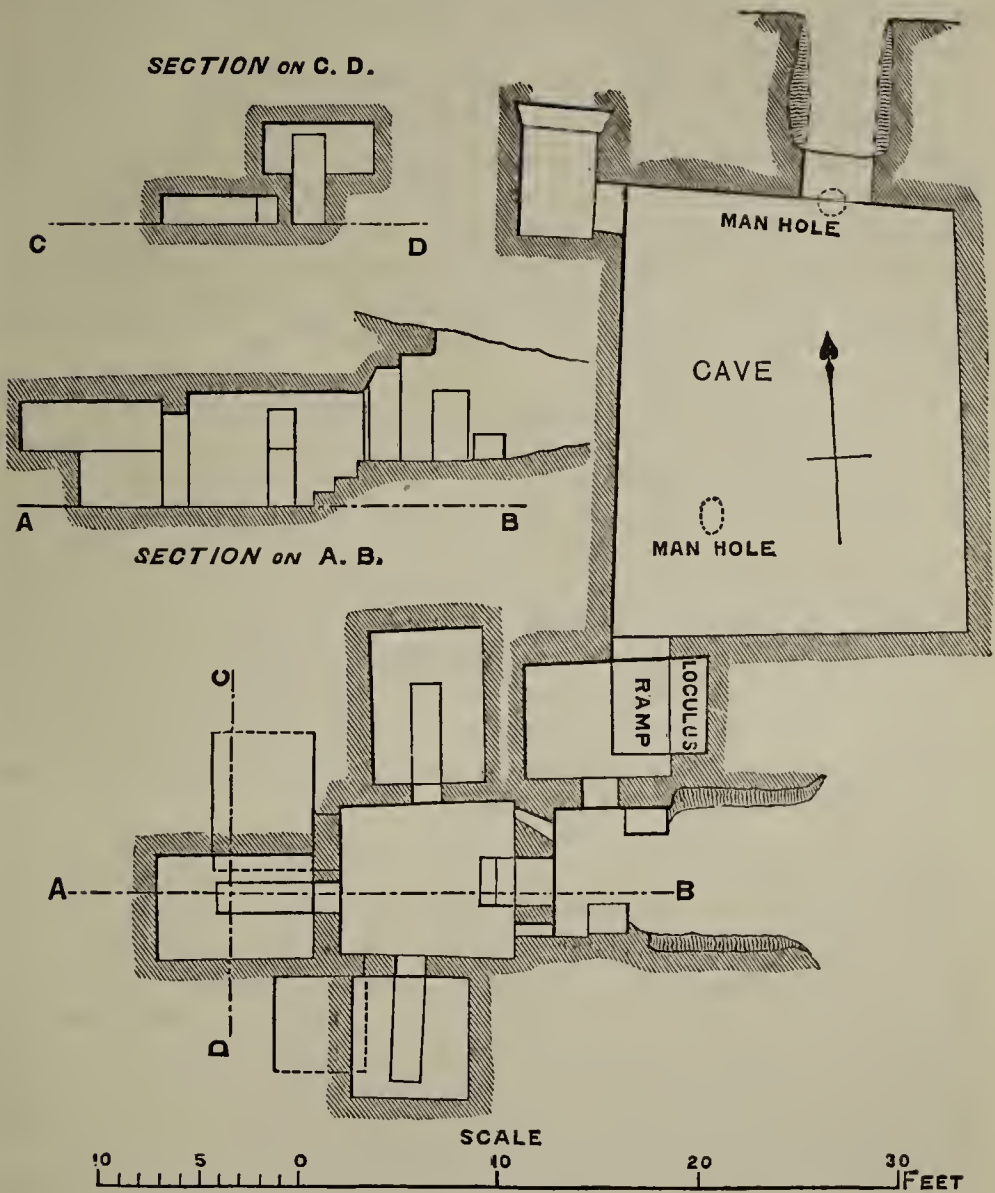 SECTION ON C. D.
C D
MAN HOLE
CAVE
MAN HOLE
A B
SECTION ON A. B.
C
RAMP
LOCULUS
A B
D
SCALE
10 5 0 10 20 30 FEET